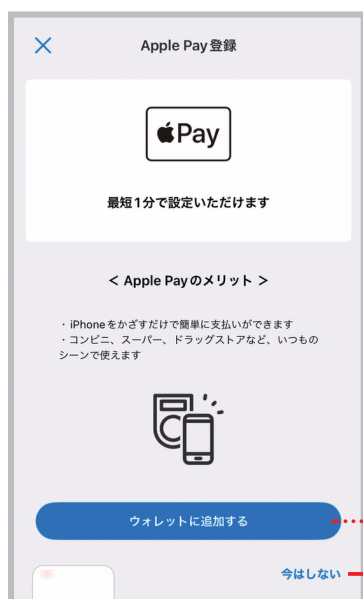 Apple Pay登録
Pay
最短1分で設定いただけます
< Apple Payのメリット >
・iPhoneをかざすだけで簡単に支払いができます
・コンビニ、スーパー、ドラッグストアなど、いつもの
シーンで使えます
ウォレットに追加する
今はしない